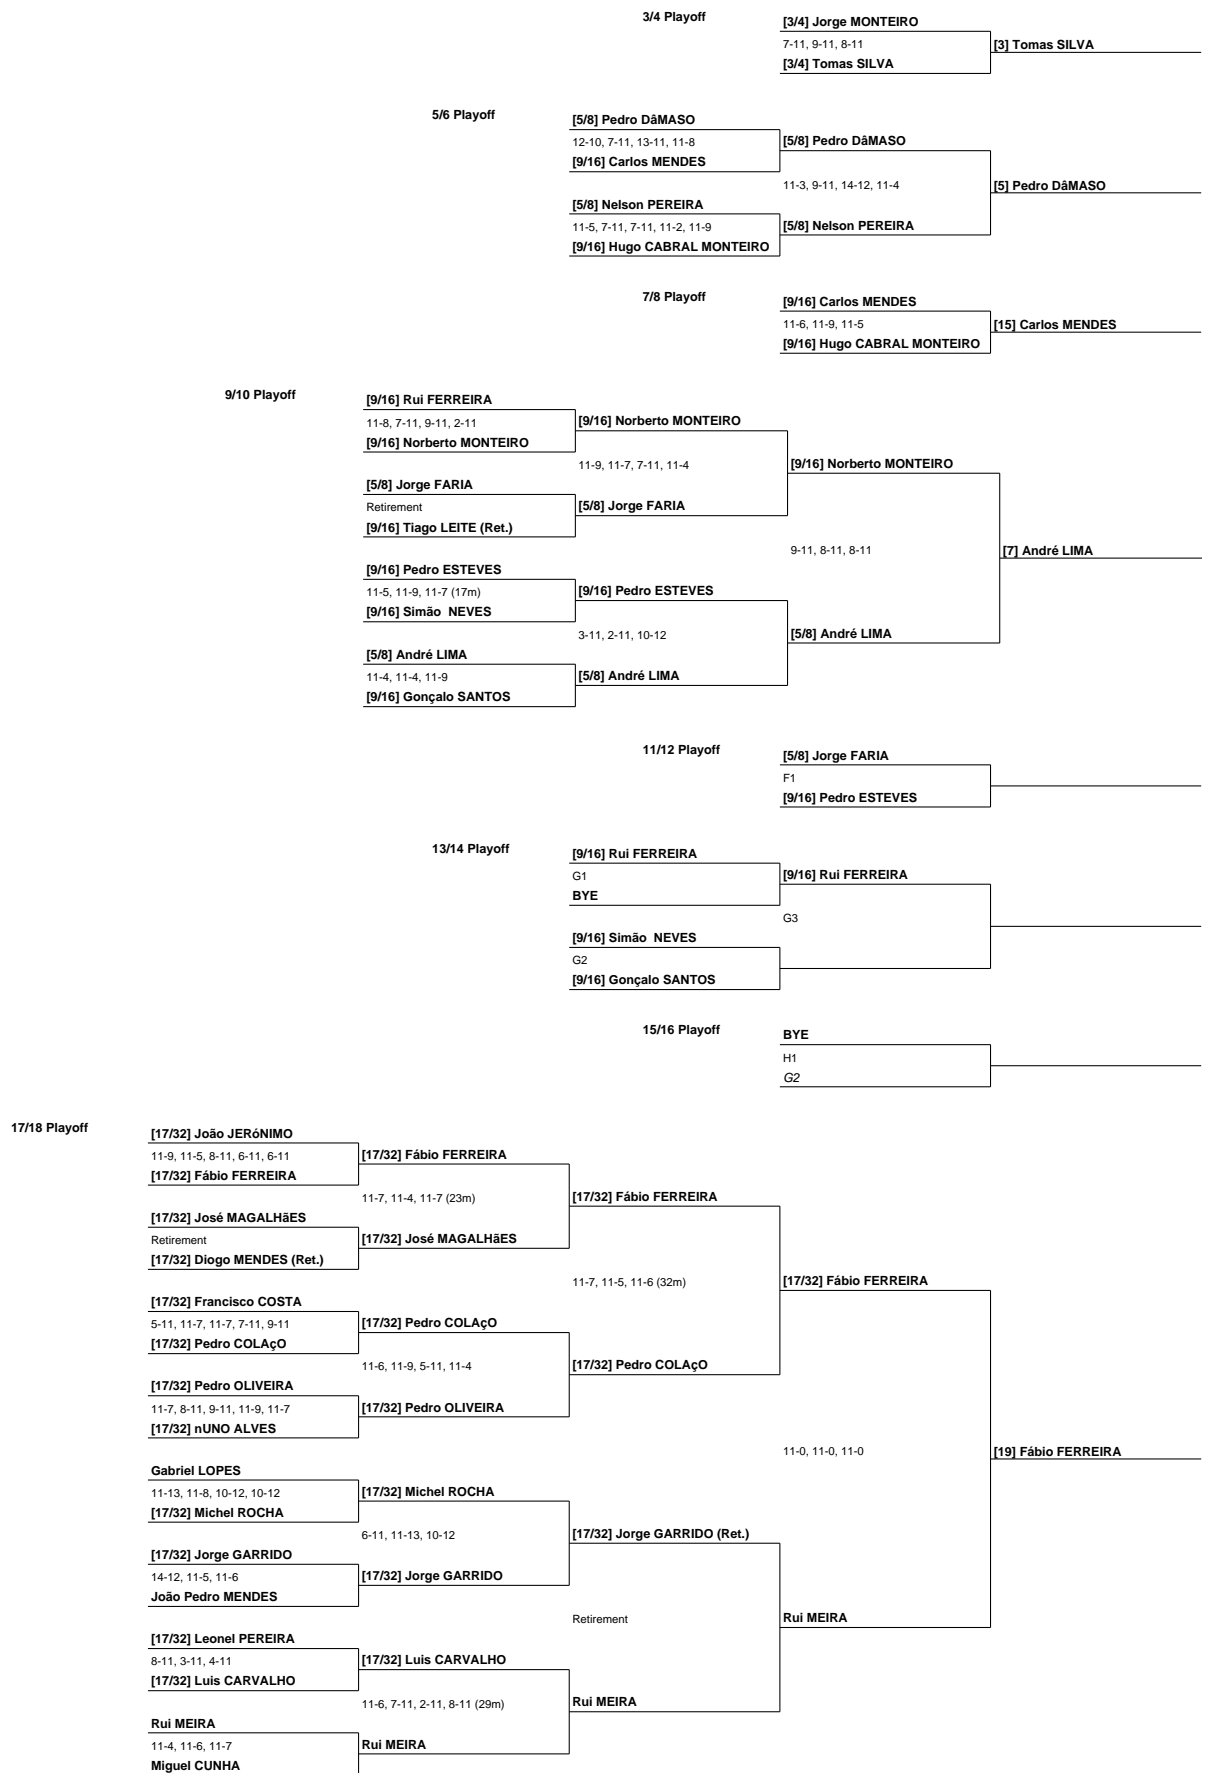 3/4 Playoff
[3/4] Jorge MONTEIRO
7-11, 9-11, 8-11
[3] Tomas SILVA
[3/4] Tomas SILVA
5/6 Playoff
[5/8] Pedro DâMASO
12-10, 7-11, 13-11, 11-8
[5/8] Pedro DâMASO
[9/16] Carlos MENDES
11-3, 9-11, 14-12, 11-4
[5] Pedro DâMASO
[5/8] Nelson PEREIRA
11-5, 7-11, 7-11, 11-2, 11-9
[5/8] Nelson PEREIRA
[9/16] Hugo CABRAL MONTEIRO
7/8 Playoff
[9/16] Carlos MENDES
11-6, 11-9, 11-5
[15] Carlos MENDES
[9/16] Hugo CABRAL MONTEIRO
9/10 Playoff
[9/16] Rui FERREIRA
11-8, 7-11, 9-11, 2-11
[9/16] Norberto MONTEIRO
[9/16] Norberto MONTEIRO
11-9, 11-7, 7-11, 11-4
[9/16] Norberto MONTEIRO
[5/8] Jorge FARIA
Retirement
[5/8] Jorge FARIA
[9/16] Tiago LEITE (Ret.)
9-11, 8-11, 8-11
[7] André LIMA
[9/16] Pedro ESTEVES
11-5, 11-9, 11-7 (17m)
[9/16] Pedro ESTEVES
[9/16] Simão  NEVES
3-11, 2-11, 10-12
[5/8] André LIMA
[5/8] André LIMA
11-4, 11-4, 11-9
[5/8] André LIMA
[9/16] Gonçalo SANTOS
11/12 Playoff
[5/8] Jorge FARIA
F1
[9/16] Pedro ESTEVES
13/14 Playoff
[9/16] Rui FERREIRA
G1
[9/16] Rui FERREIRA
BYE
G3
[9/16] Simão  NEVES
G2
[9/16] Gonçalo SANTOS
15/16 Playoff
BYE
H1
G2
17/18 Playoff
[17/32] João JERóNIMO
11-9, 11-5, 8-11, 6-11, 6-11
[17/32] Fábio FERREIRA
[17/32] Fábio FERREIRA
11-7, 11-4, 11-7 (23m)
[17/32] Fábio FERREIRA
[17/32] José MAGALHãES
Retirement
[17/32] José MAGALHãES
[17/32] Diogo MENDES (Ret.)
11-7, 11-5, 11-6 (32m)
[17/32] Fábio FERREIRA
[17/32] Francisco COSTA
5-11, 11-7, 11-7, 7-11, 9-11
[17/32] Pedro COLAçO
[17/32] Pedro COLAçO
11-6, 11-9, 5-11, 11-4
[17/32] Pedro COLAçO
[17/32] Pedro OLIVEIRA
11-7, 8-11, 9-11, 11-9, 11-7
[17/32] Pedro OLIVEIRA
[17/32] nUNO ALVES
11-0, 11-0, 11-0
[19] Fábio FERREIRA
Gabriel LOPES
11-13, 11-8, 10-12, 10-12
[17/32] Michel ROCHA
[17/32] Michel ROCHA
6-11, 11-13, 10-12
[17/32] Jorge GARRIDO (Ret.)
[17/32] Jorge GARRIDO
14-12, 11-5, 11-6
[17/32] Jorge GARRIDO
João Pedro MENDES
Retirement
Rui MEIRA
[17/32] Leonel PEREIRA
8-11, 3-11, 4-11
[17/32] Luis CARVALHO
[17/32] Luis CARVALHO
11-6, 7-11, 2-11, 8-11 (29m)
Rui MEIRA
Rui MEIRA
11-4, 11-6, 11-7
Rui MEIRA
Miguel CUNHA